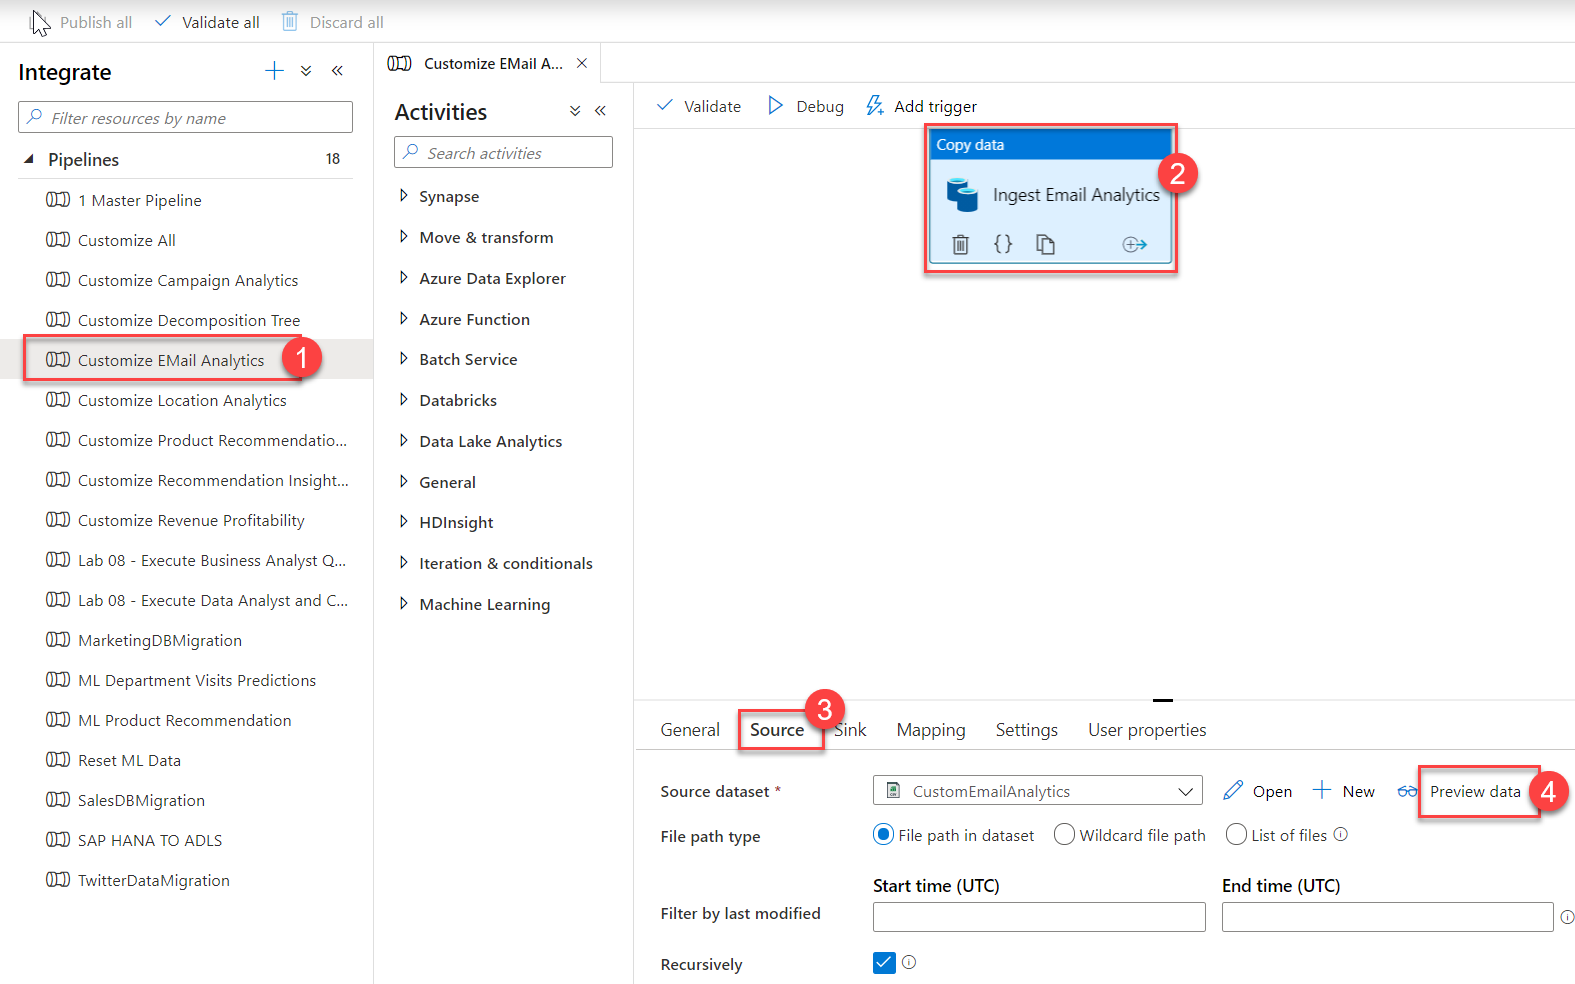 Publish all
Validate all
Discard all
Integrate
Filter resources by name
Pipelines 18
1 Master Pipeline
Customize All
Customize Campaign Analytics
Customize Decomposition Tree
Customize EMail Analytics
1
Customize Location Analytics
Customize Product Recommendatio...
Customize Recommendation Insight...
Customize Revenue Profitability
Lab 08 - Execute Business Analyst Q...
Lab 08 - Execute Data Analyst and C...
MarketingDBMigration
ML Department Visits Predictions
ML Product Recommendation
Reset ML Data
SalesDBMigration
SAP HANA TO ADLS
TwitterDataMigration
Customize EMail A...
Activities
Search activities
Synapse
Move & transform
Azure Data Explorer
Azure Function
Batch Service
Databricks
Data Lake Analytics
General
HDInsight
Iteration & conditionals
Machine Learning
Validate
Debug
Add trigger
Copy data
2
Ingest Email Analytics
{}
General
Source
3
Sink
Mapping
Settings
User properties
Source dataset *
CustomEmailAnalytics
Open
New
Preview data
4
File path type
File path in dataset
Wildcard file path
List of files
Start time (UTC)
End time (UTC)
Filter by last modified
Recursively